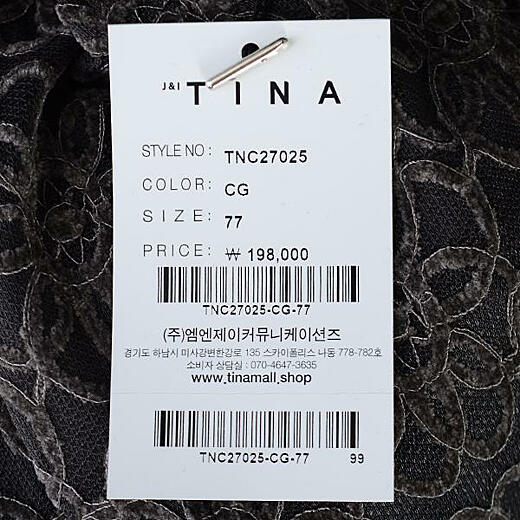 J&I TINA
STYLE NO : TNC27025
COLOR: CG
SIZE: 77
PRICE: ₩ 198,000
TNC27025-CG-77
(주)엠엔제이커뮤니케이션즈
경기도 하남시 미사강변한강로 135 스카이폴리스 나동 778-782호
소비자 상담실 : 070-4647-3635
www.tinamall.shop
TNC27025-CG-77 99